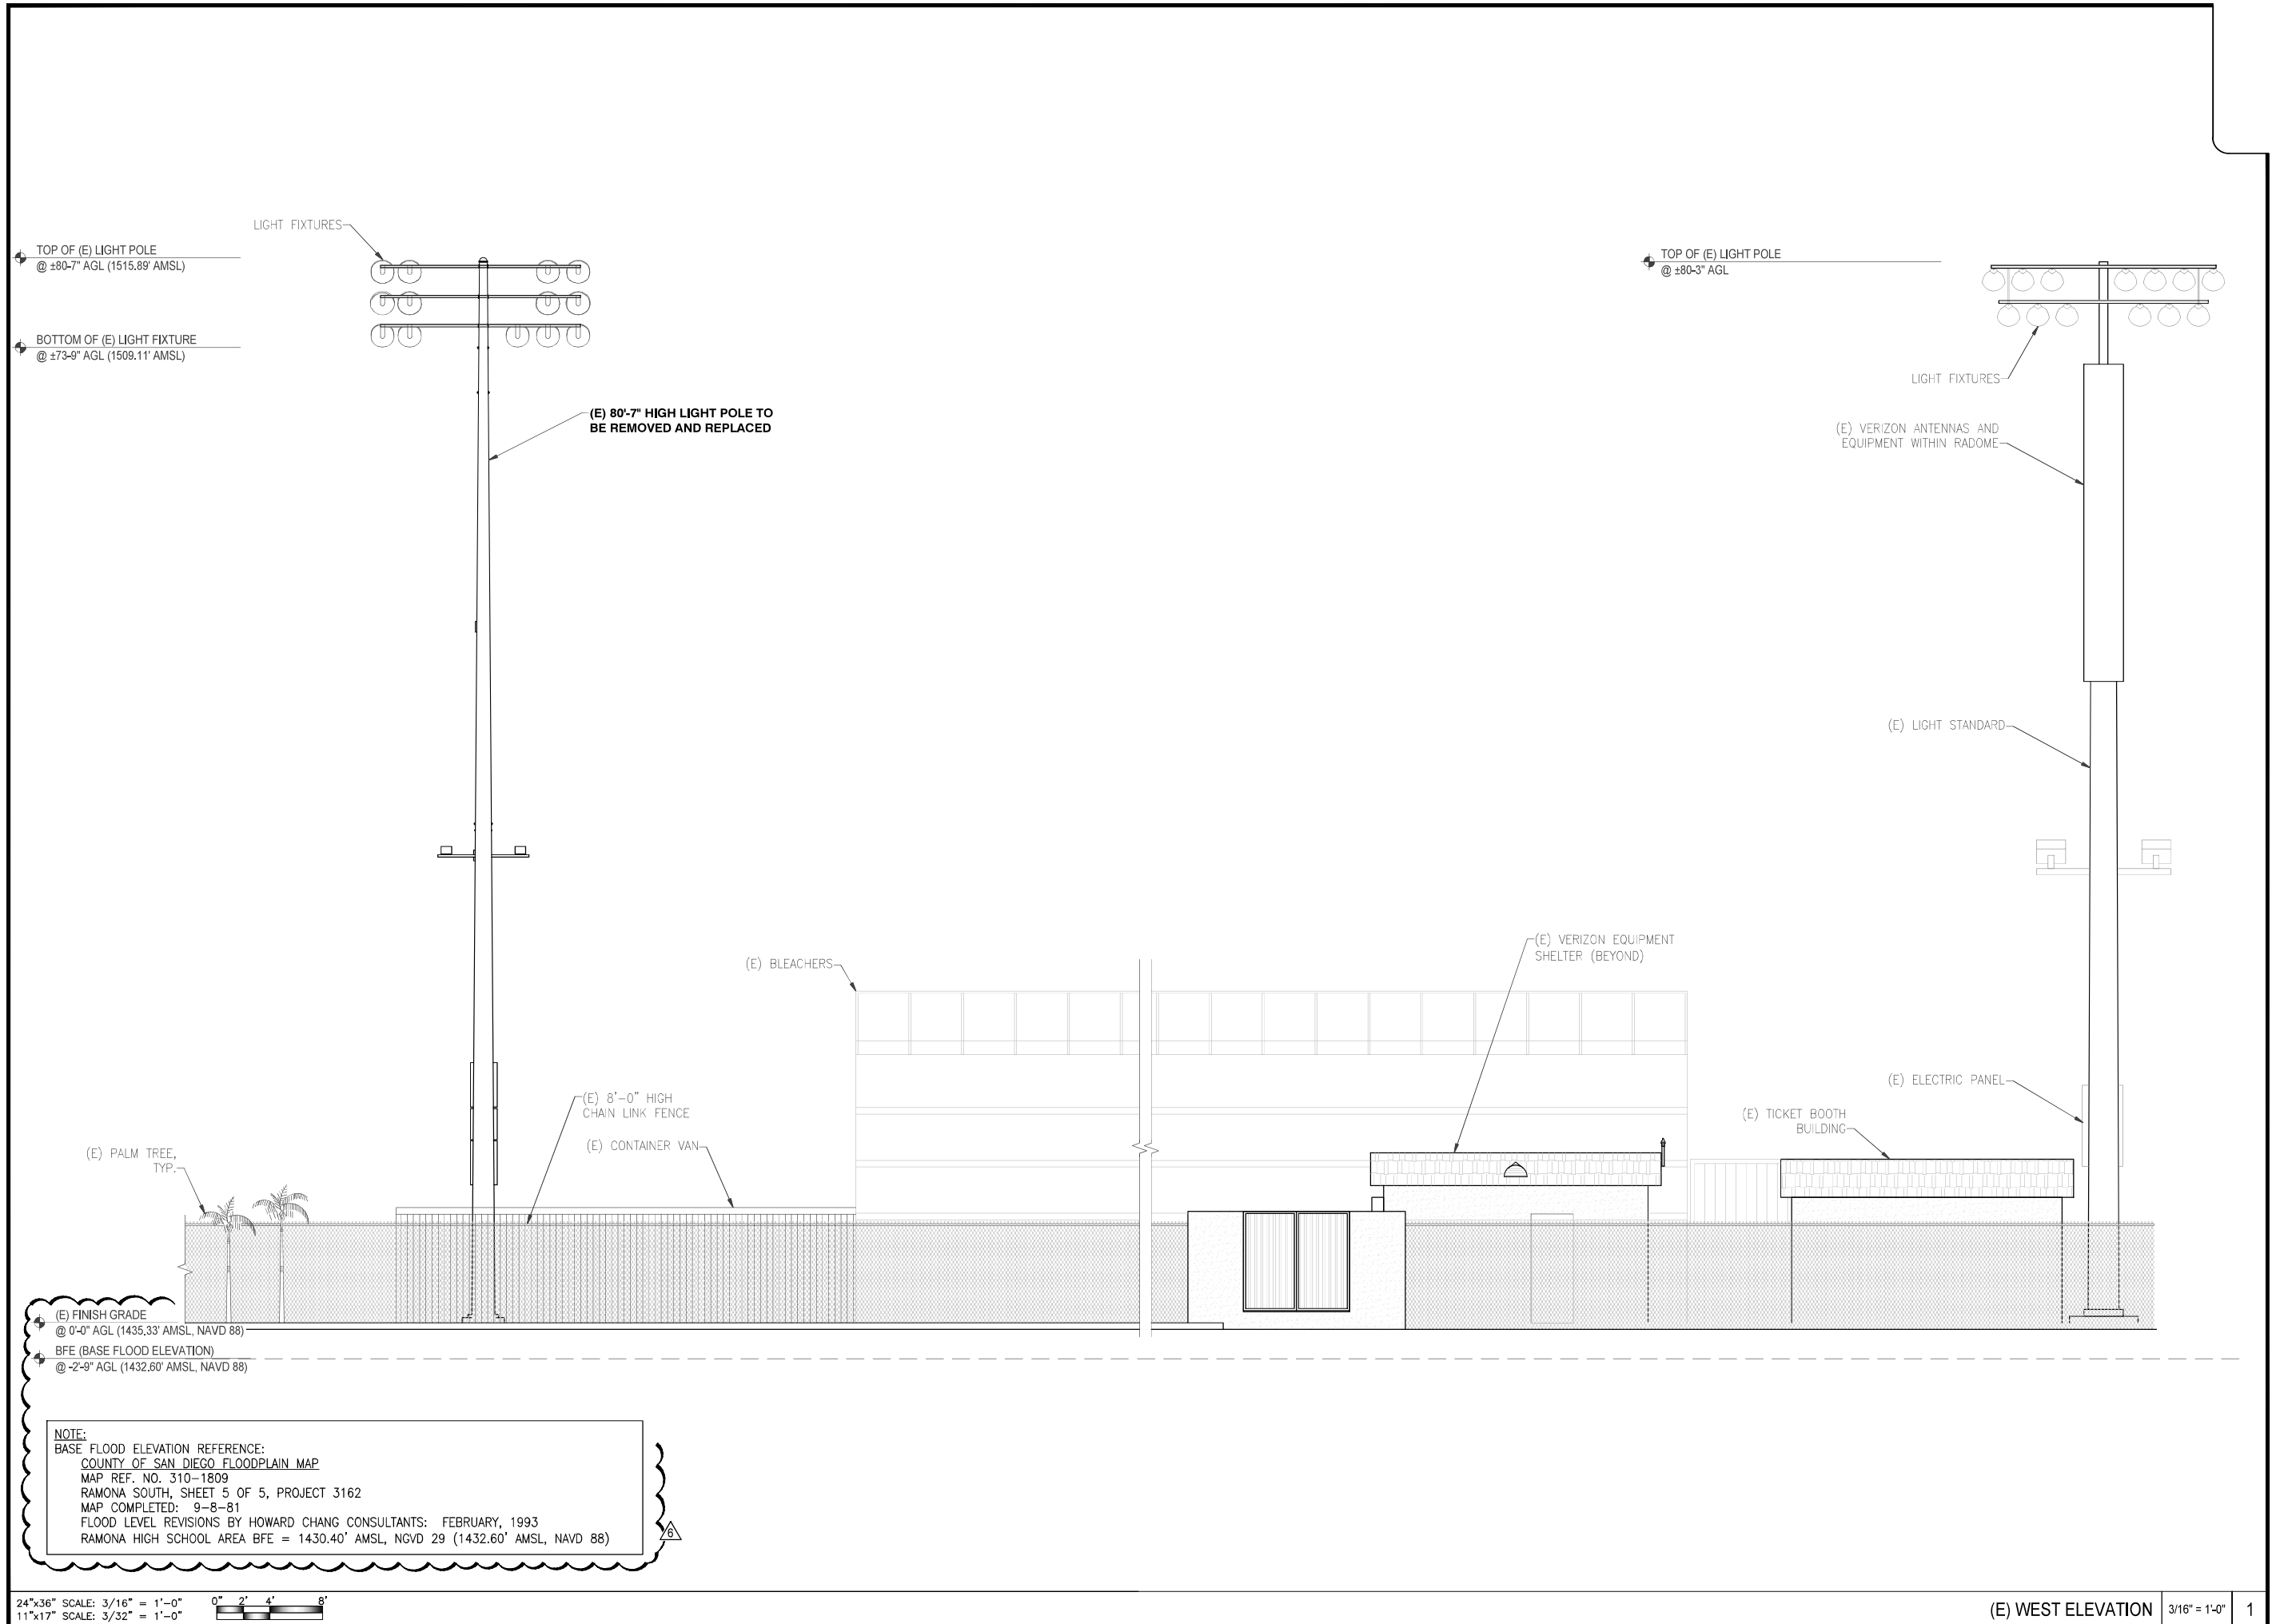 LIGHT FIXTURES
TOP OF (E) LIGHT POLE
@ ±80-7" AGL (1515.89' AMSL)
BOTTOM OF (E) LIGHT FIXTURE
@ ±73-9" AGL (1509.11' AMSL)
(E) 80'-7" HIGH LIGHT POLE TO
BE REMOVED AND REPLACED
TOP OF (E) LIGHT POLE
@ ±80-3" AGL
LIGHT FIXTURES
(E) VERIZON ANTENNAS AND
EQUIPMENT WITHIN RADOME
(E) LIGHT STANDARD
(E) VERIZON EQUIPMENT
SHELTER (BEYOND)
(E) BLEACHERS
(E) ELECTRIC PANEL
(E) TICKET BOOTH
BUILDING
(E) 8'-0" HIGH
CHAIN LINK FENCE
(E) CONTAINER VAN
(E) PALM TREE,
TYP.
(E) FINISH GRADE
@ 0'-0" AGL (1435.33' AMSL, NAVD 88)
BFE (BASE FLOOD ELEVATION)
@ -2'-9" AGL (1432.60' AMSL, NAVD 88)
NOTE:
BASE FLOOD ELEVATION REFERENCE:
COUNTY OF SAN DIEGO FLOODPLAIN MAP
MAP REF. NO. 310-1809
RAMONA SOUTH, SHEET 5 OF 5, PROJECT 3162
MAP COMPLETED: 9-8-81
FLOOD LEVEL REVISIONS BY HOWARD CHANG CONSULTANTS: FEBRUARY, 1993
RAMONA HIGH SCHOOL AREA BFE = 1430.40' AMSL, NGVD 29 (1432.60' AMSL, NAVD 88)
6
24"x36" SCALE: 3/16" = 1'-0"
11"x17" SCALE: 3/32" = 1'-0"
0" 2' 4' 8'
(E) WEST ELEVATION 3/16" = 1'-0" 1